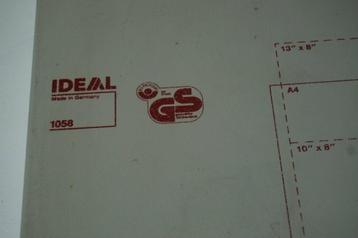 IDEAL
Made in Germany
1058
GS
13" x 8"
A4
10" x 8"